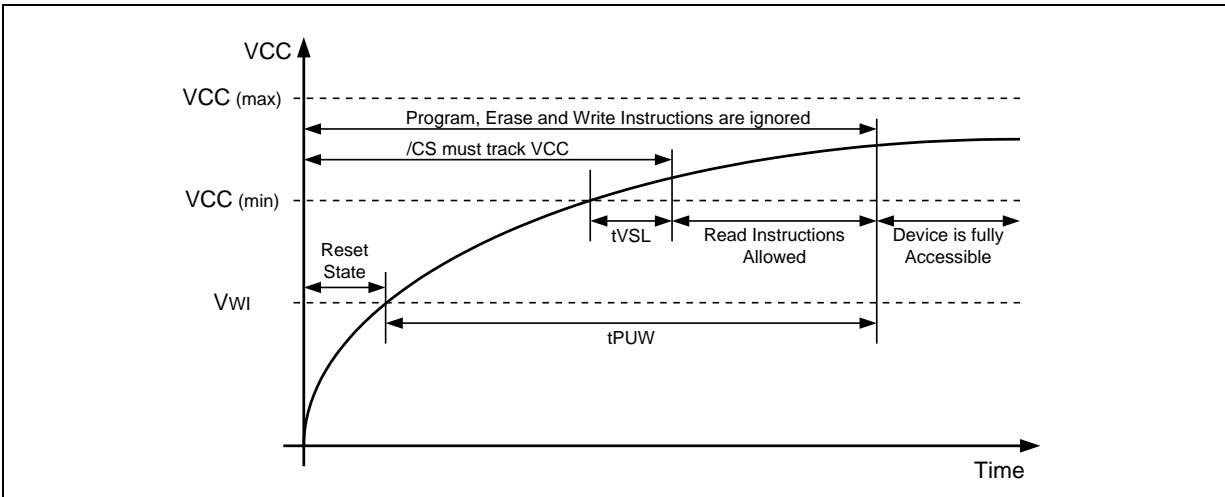 VCC
VCC (max)
Program, Erase and Write Instructions are ignored
/CS must track VCC
VCC (min)
tVSL
Read Instructions
Allowed
Device is fully
Accessible
Reset
State
VWI
tPUW
Time